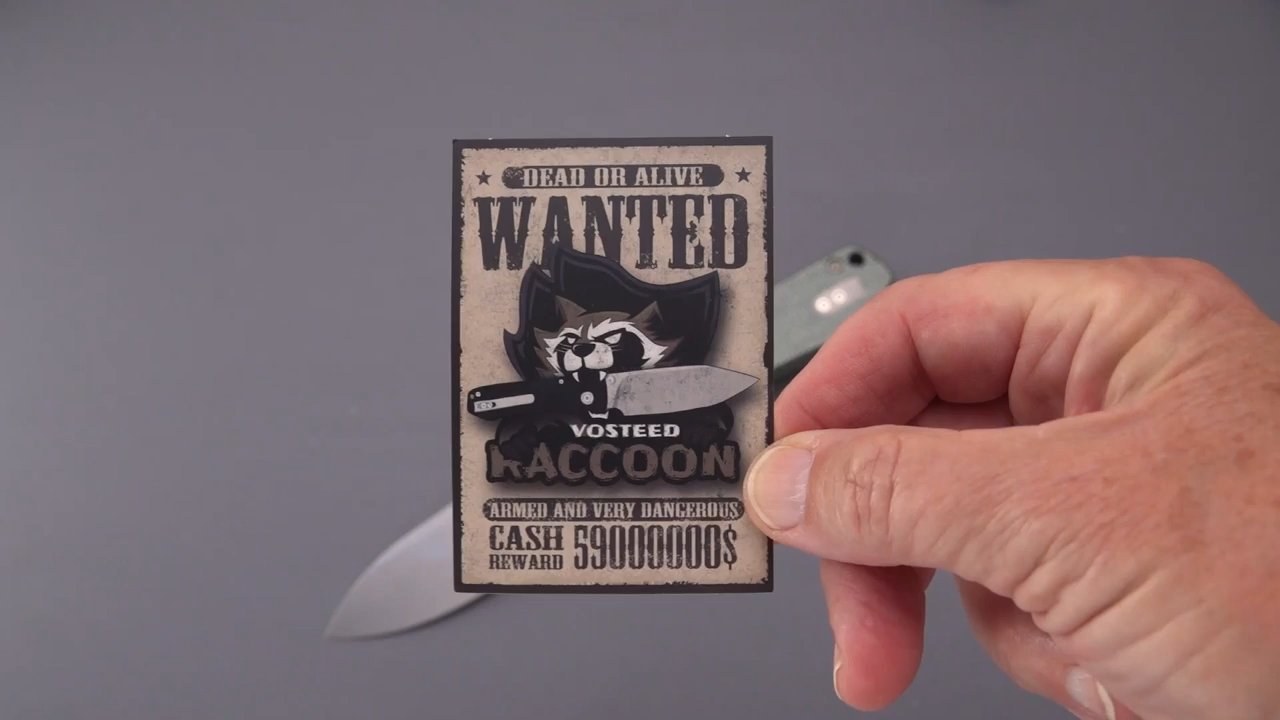 DEAD OR ALIVE
WANTED
VOSTEED
RACCOON
ARMED AND VERY DANGEROUS
CASH
REWARD
59000000$